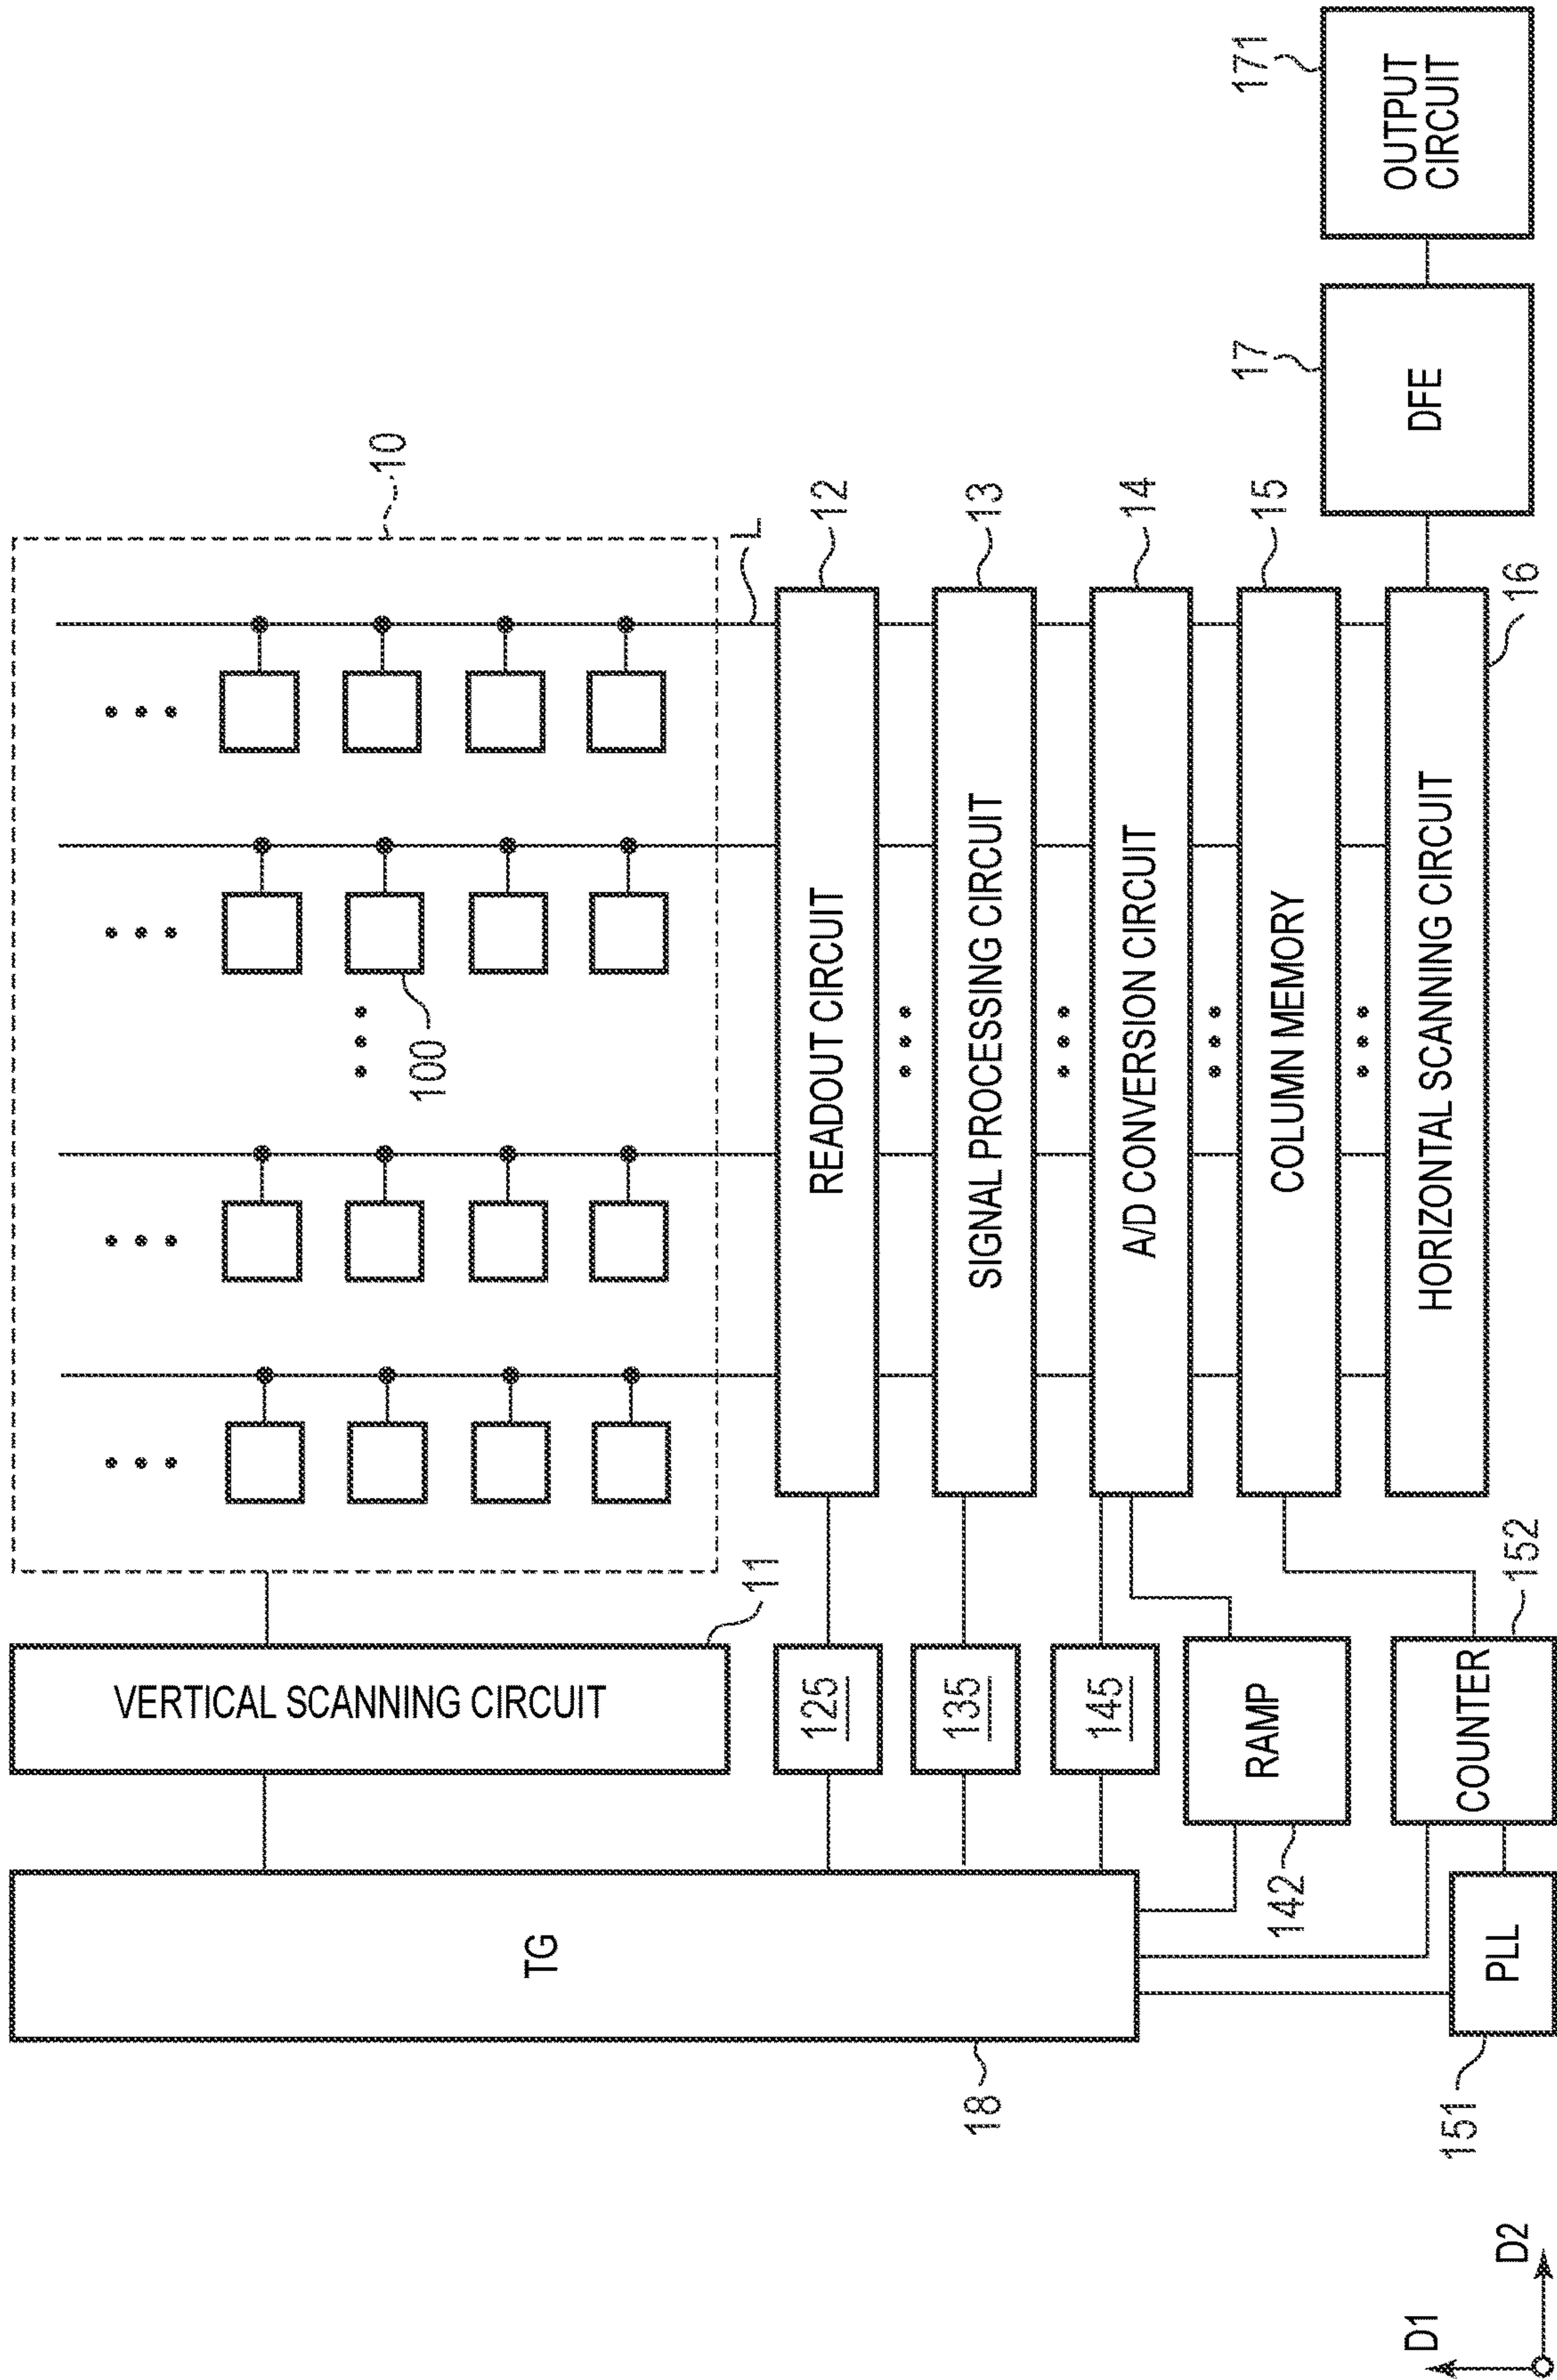 10
L
100
VERTICAL SCANNING CIRCUIT
11
TG
18
125
135
145
READOUT CIRCUIT
12
SIGNAL PROCESSING CIRCUIT
13
A/D CONVERSION CIRCUIT
14
COLUMN MEMORY
15
HORIZONTAL SCANNING CIRCUIT
16
RAMP
142
COUNTER
152
PLL
151
DFE
17
OUTPUT
CIRCUIT
171
D1
D2